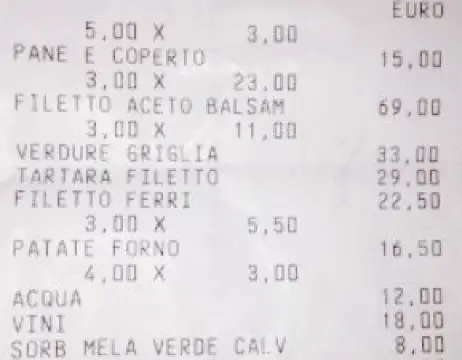 EURO
5,00 X 3,00
PANE E COPERTO 15,00
3,00 X 23,00
FILETTO ACETO BALSAM 69,00
3,00 X 11,00
VERDURE GRIGLIA 33,00
TARTARA FILETTO 29,00
FILETTO FERRI 22,50
3,00 X 5,50
PATATE FORNO 16,50
4,00 X 3,00
ACQUA 12,00
VINI 18,00
SORB MELA VERDE CALV 8,00